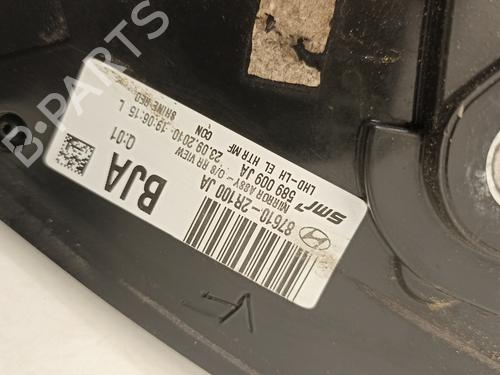 87610-2R100 JA
MIRROR ASSY - O/S RR VIEW
smr
589 009 JA
LHD-LH EL HTR MF CON
23.09.2010 19:06:15 L
SHINE RED
BJA
Q:01
B-PARTS